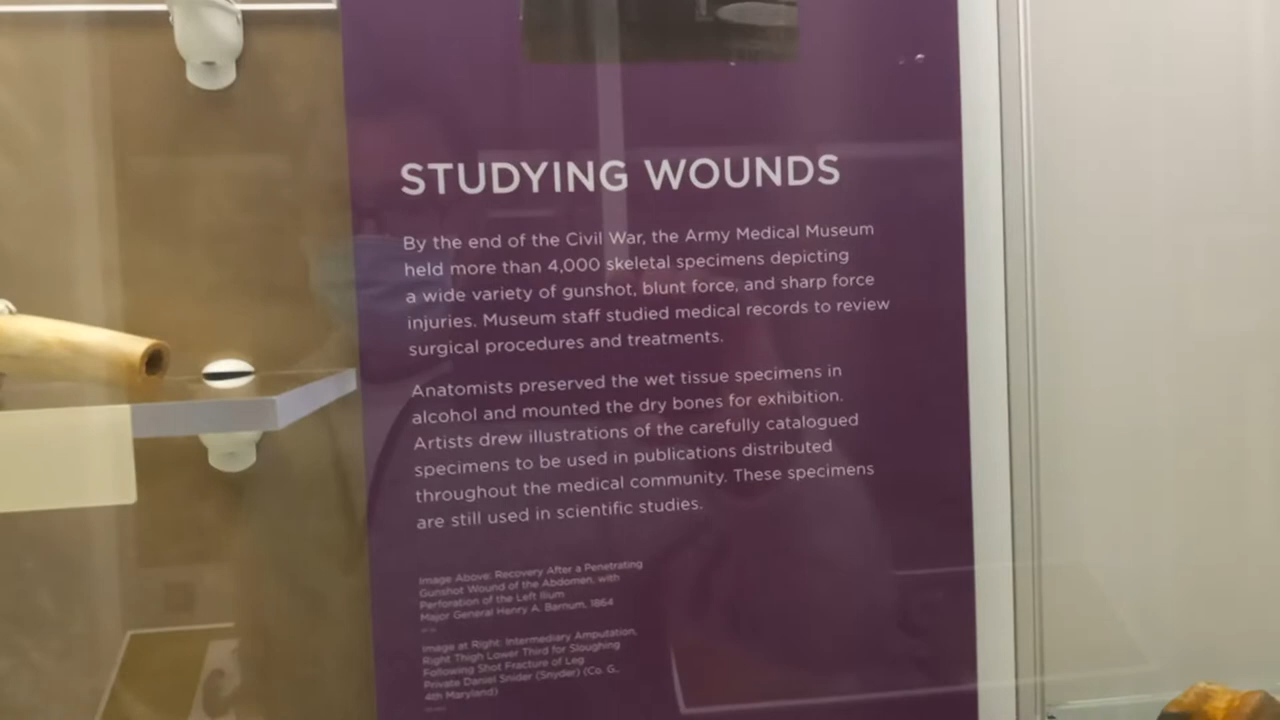 STUDYING WOUNDS
By the end of the Civil War, the Army Medical Museum
held more than 4,000 skeletal specimens depicting
a wide variety of gunshot, blunt force, and sharp force
injuries. Museum staff studied medical records to review
surgical procedures and treatments.
Anatomists preserved the wet tissue specimens in
alcohol and mounted the dry bones for exhibition.
Artists drew illustrations of the carefully catalogued
specimens to be used in publications distributed
throughout the medical community. These specimens
are still used in scientific studies.
Image Above: Recovery After a Penetrating
Gunshot Wound of the Abdomen, with
Perforation of the Left Ilium
Major General Henry A. Barnum, 1864
Image at Right: Intermediary Amputation,
Right Thigh Lower Third for Sloughing
Following Shot Fracture of Leg
Private Daniel Snider (Snyder) (Co. G.,
4th Maryland)